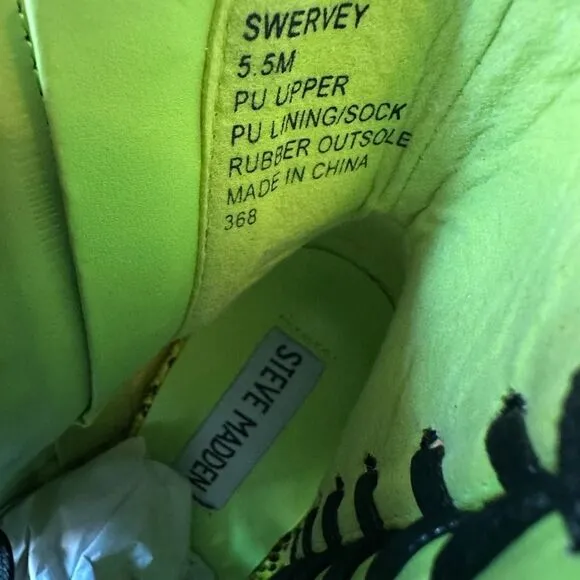 SWERVEY
5.5M
PU UPPER
PU LINING/SOCK
RUBBER OUTSOLE
MADE IN CHINA
368
STEVE MADDEN